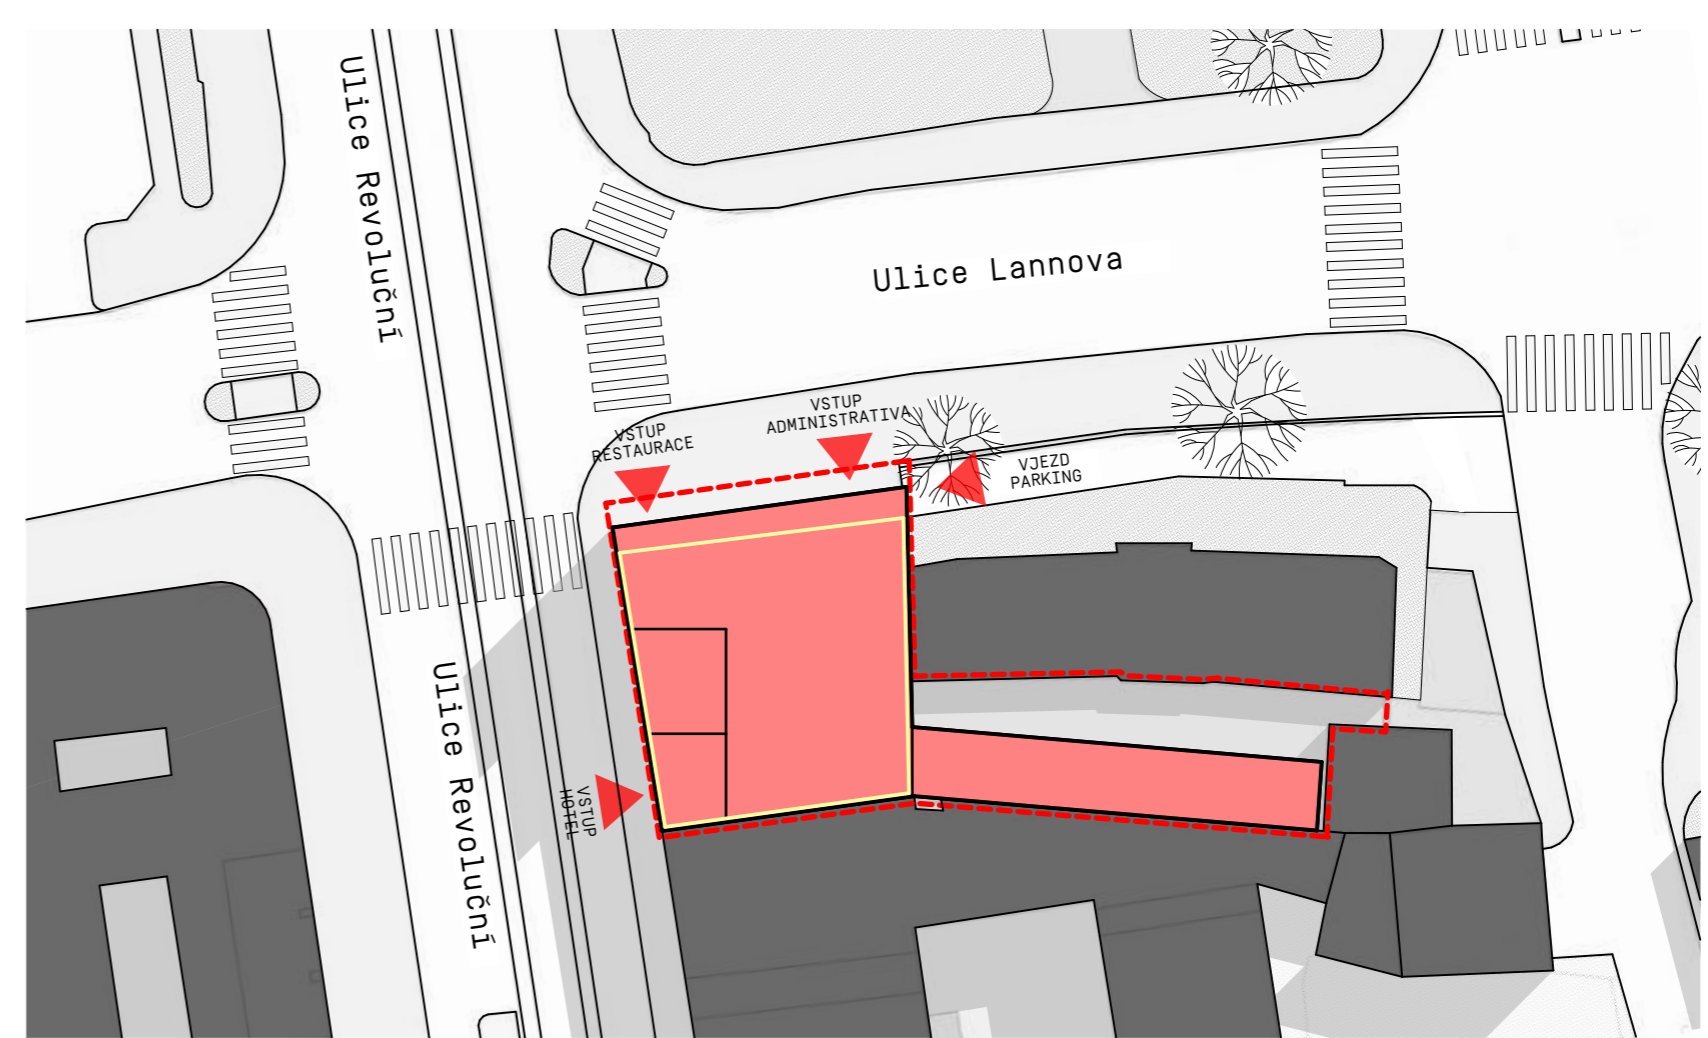 Ulice Revoluční
Ulice Lannova
VSTUP
ADMINISTRATIVA
VSTUP
RESTAURACE
VJEZD
PARKING
Ulice Revoluční
VSTUP
HOTEL